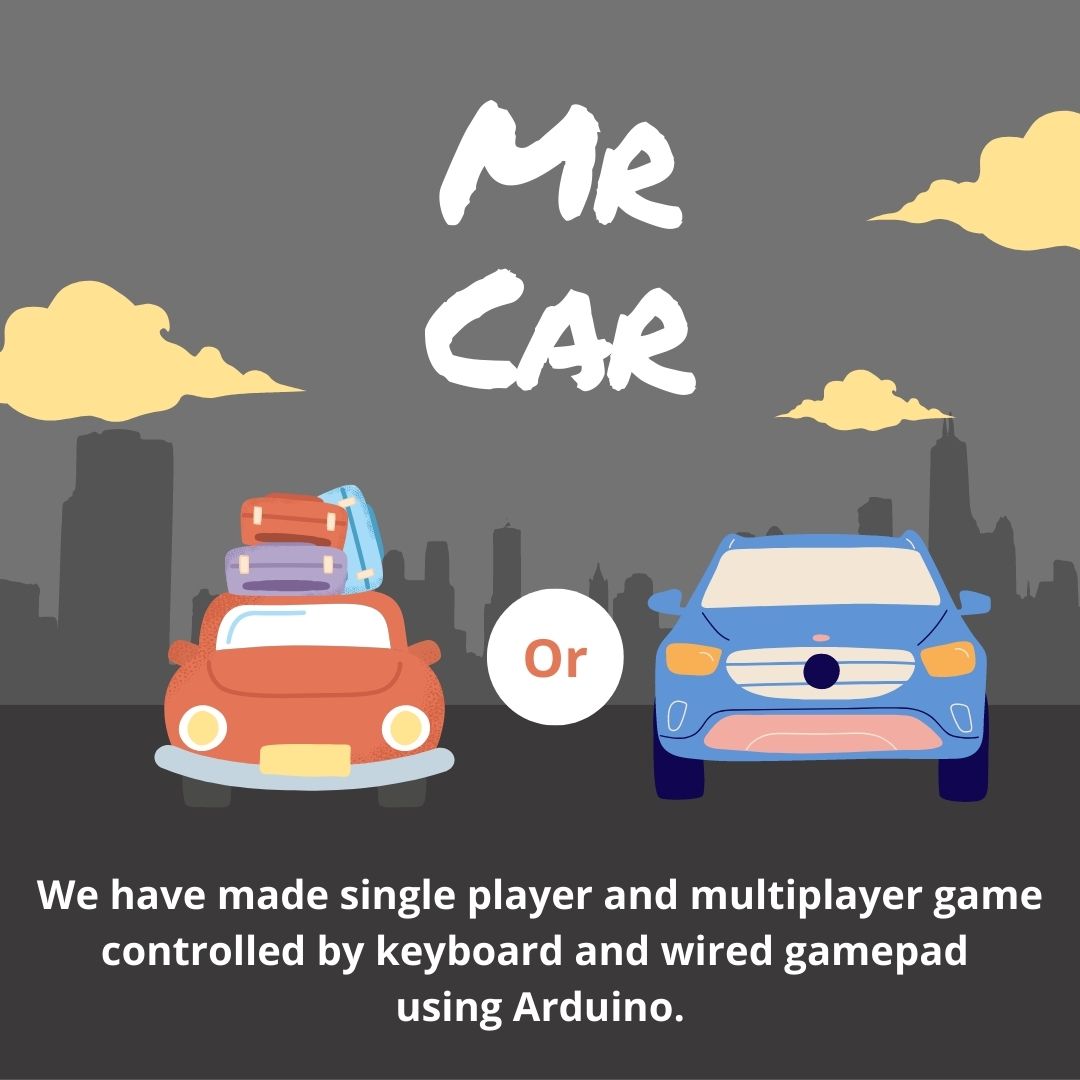 Mr
Car
Or
We have made single player and multiplayer game
controlled by keyboard and wired gamepad
using Arduino.